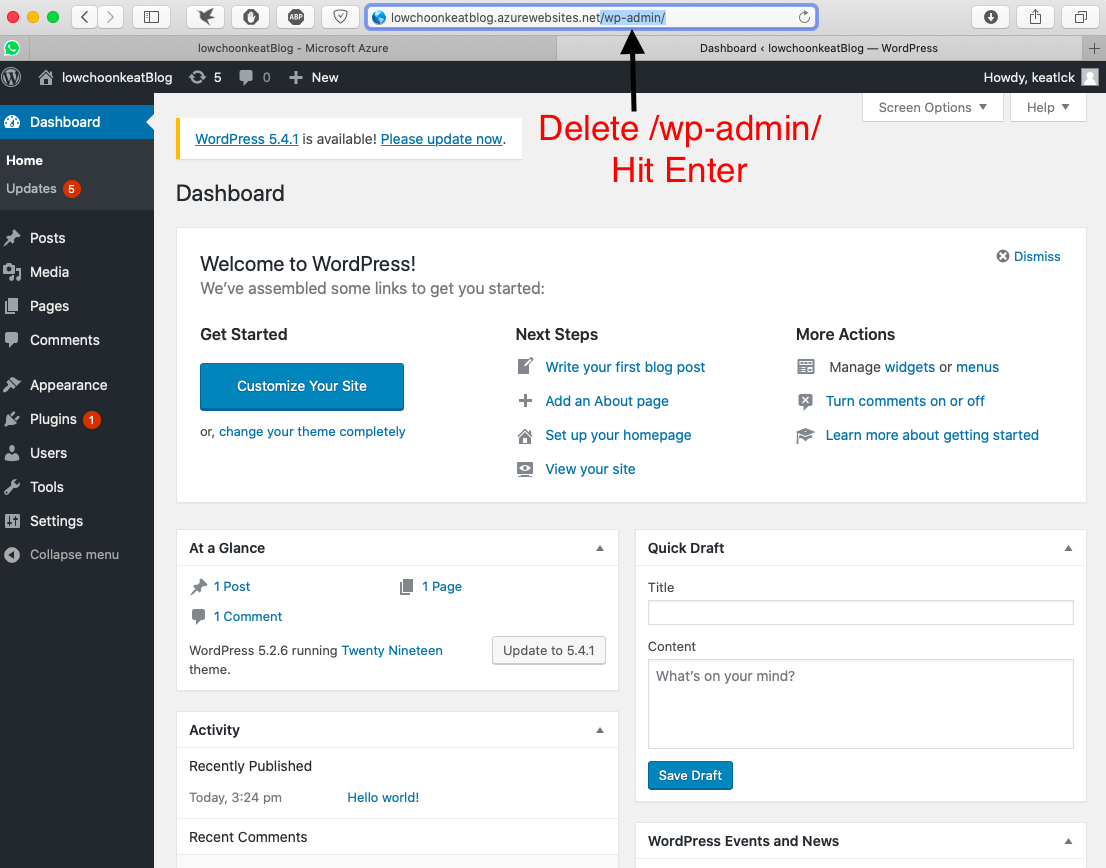 ABP
lowchoonkeatblog.azurewebsites.net/wp-admin/
lowchoonkeatBlog - Microsoft Azure
Dashboard ‹ lowchoonkeatBlog — WordPress
lowchoonkeatBlog 5 0 New
Howdy, keatlck
Dashboard
Home
Updates 5
Posts
Media
Pages
Comments
Appearance
Plugins 1
Users
Tools
Settings
Collapse menu
Screen Options
Help
WordPress 5.4.1 is available! Please update now.
Delete /wp-admin/
Hit Enter
Dashboard
Welcome to WordPress!
We've assembled some links to get you started:
Dismiss
Get Started
Customize Your Site
or, change your theme completely
Next Steps
Write your first blog post
Add an About page
Set up your homepage
View your site
More Actions
Manage widgets or menus
Turn comments on or off
Learn more about getting started
At a Glance
1 Post
1 Page
1 Comment
WordPress 5.2.6 running Twenty Nineteen
theme.
Update to 5.4.1
Activity
Recently Published
Today, 3:24 pm Hello world!
Recent Comments
Quick Draft
Title
Content
What's on your mind?
Save Draft
WordPress Events and News